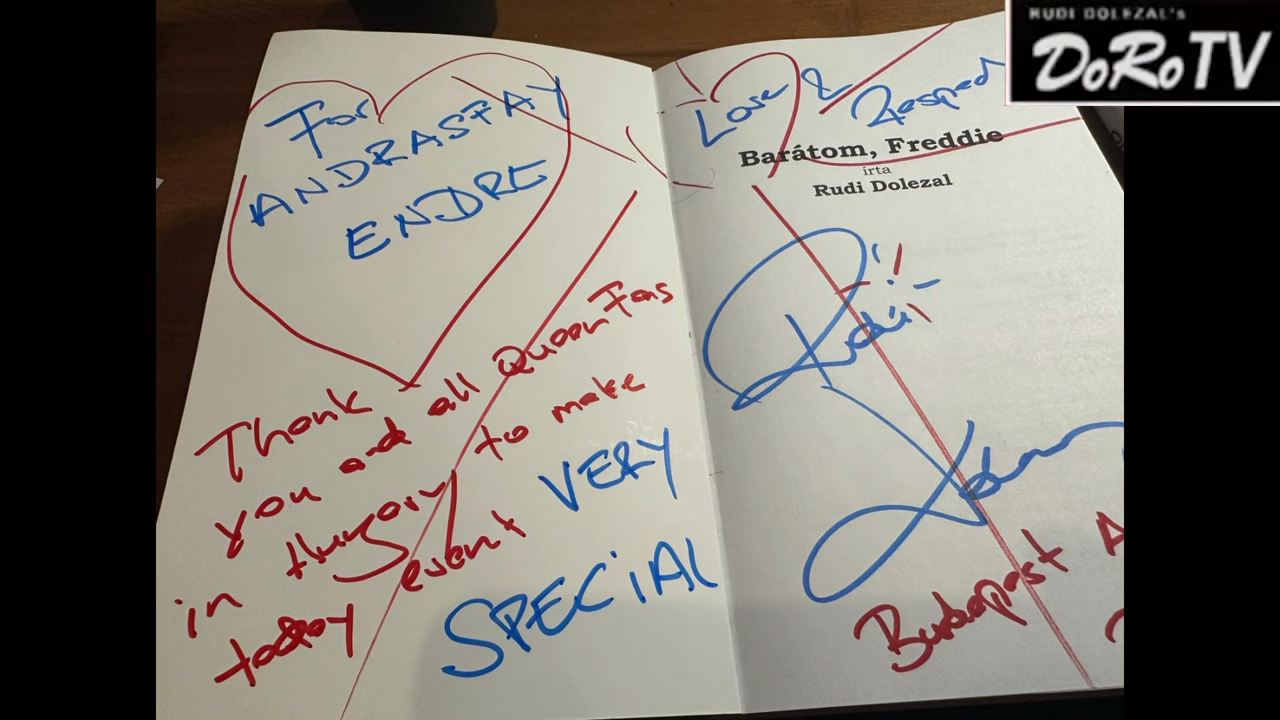 RUDI DOLEZAL's
DoRoTV
For
ANDRASFAY
ENDRE
Thank
you and all Queen Fans
in Hungary to make
today event VERY
SPECiAL
Love & Respect
Barátom, Freddie
írta
Rudi Dolezal
Rudi
Budapest A